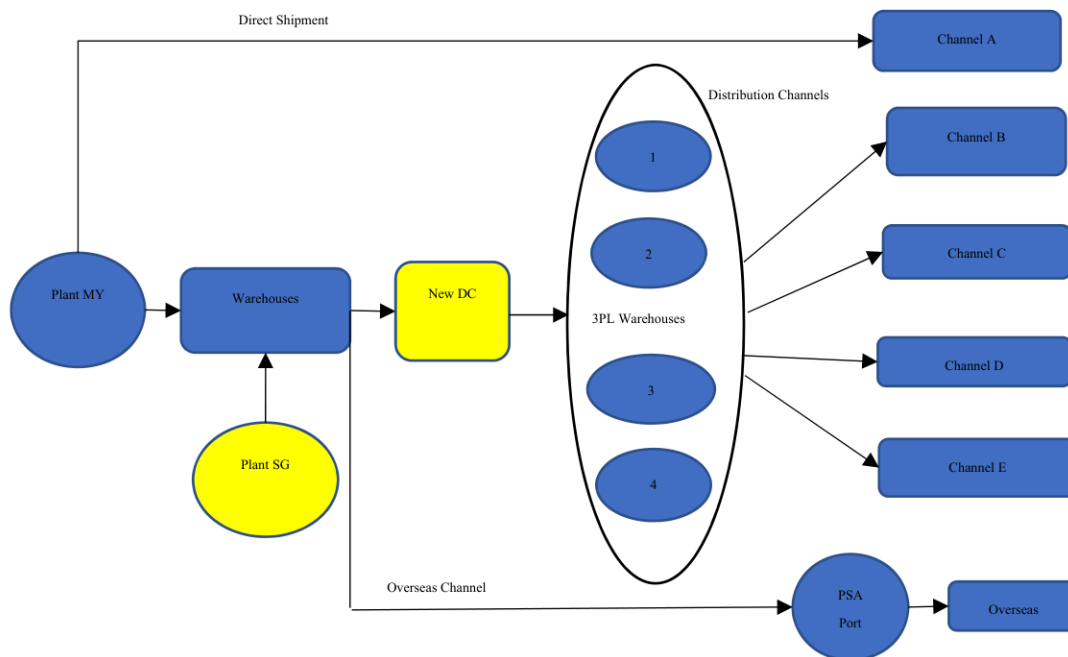 Direct Shipment
Channel A
Distribution Channels
Channel B
1
2
Channel C
Plant MY
Warehouses
New DC
3PL Warehouses
Channel D
3
Plant SG
Channel E
4
Overseas Channel
PSA
Port
Overseas